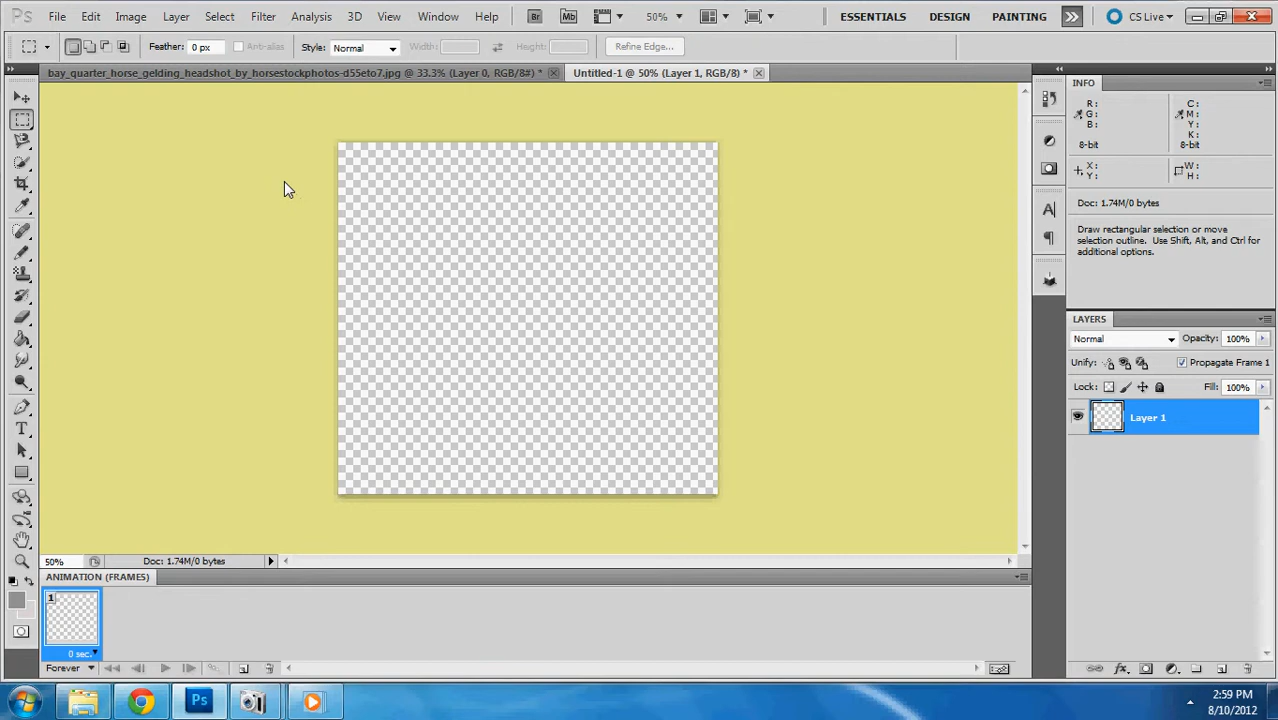 Ps File Edit Image Layer Select Filter Analysis 3D View Window Help Br Mb 50% ESSENTIALS DESIGN PAINTING CS Live
Feather: 0 px Anti-alias Style: Normal Width: Height: Refine Edge...
bay_quarter_horse_gelding_headshot_by_horsestockphotos-d55eto7.jpg @ 33.3% (Layer 0, RGB/8#) * Untitled-1 @ 50% (Layer 1, RGB/8) *
INFO
R: C:
G: M:
B: Y:
K:
8-bit 8-bit
X: W:
Y: H:
Doc: 1.74M/0 bytes
Draw rectangular selection or move
selection outline. Use Shift, Alt, and Ctrl for
additional options.
LAYERS
Normal Opacity: 100%
Unify: Propagate Frame 1
Lock: Fill: 100%
Layer 1
50% Doc: 1.74M/0 bytes
ANIMATION (FRAMES)
1
0 sec.
Forever
Ps
2:59 PM
8/10/2012